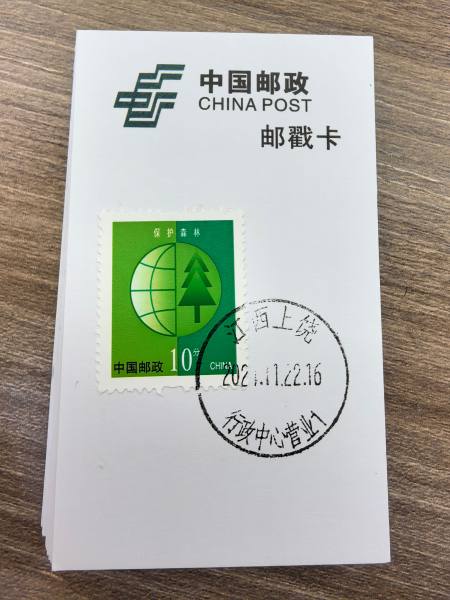 中国邮政
CHINA POST
邮戳卡
保护森林
中国邮政 10分 CHINA
江西上饶
2021.11.22.16
行政中心营业1